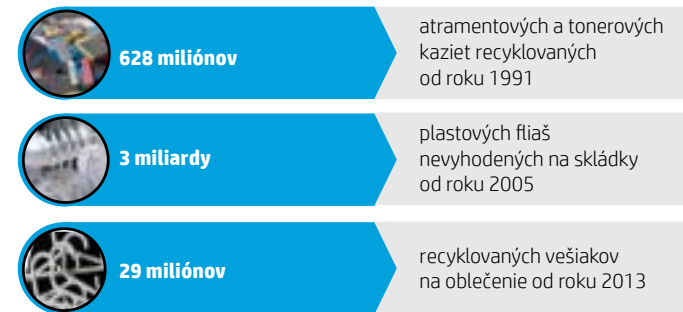 628 miliónov
atramentových a tonerových
kaziet recyklovaných
od roku 1991
3 miliardy
plastových fliaš
nevyhodených na skládky
od roku 2005
29 miliónov
recyklovaných vešiakov
na oblečenie od roku 2013